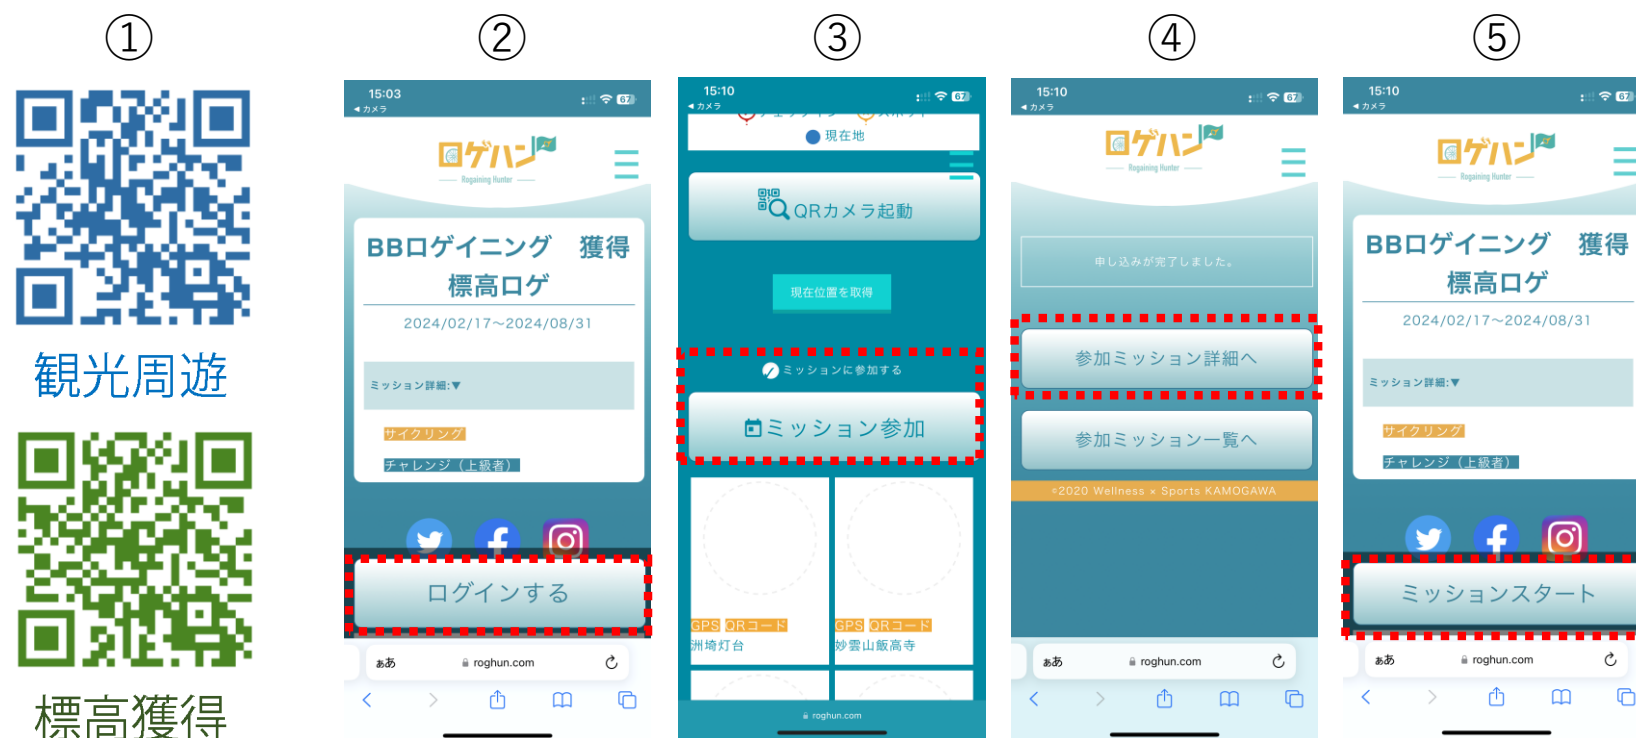 ①
観光周遊
標高獲得
②
15:03
カメラ
67
ロゲハン
Rogaining Hunter
BBロゲイニング 獲得
標高ロゲ
2024/02/17～2024/08/31
ミッション詳細:▼
サイクリング
チャレンジ（上級者）
ログインする
ぁあ
roghun.com
③
15:10
カメラ
67
現在地
QRカメラ起動
現在位置を取得
ミッションに参加する
ミッション参加
GPS QRコード
洲埼灯台
GPS QRコード
妙雲山飯高寺
roghun.com
④
15:10
カメラ
67
ロゲハン
Rogaining Hunter
申し込みが完了しました。
参加ミッション詳細へ
参加ミッション一覧へ
©2020 Wellness × Sports KAMOGAWA
ぁあ
roghun.com
⑤
15:10
カメラ
67
ロゲハン
Rogaining Hunter
BBロゲイニング 獲得
標高ロゲ
2024/02/17～2024/08/31
ミッション詳細:▼
サイクリング
チャレンジ（上級者）
ミッションスタート
ぁあ
roghun.com